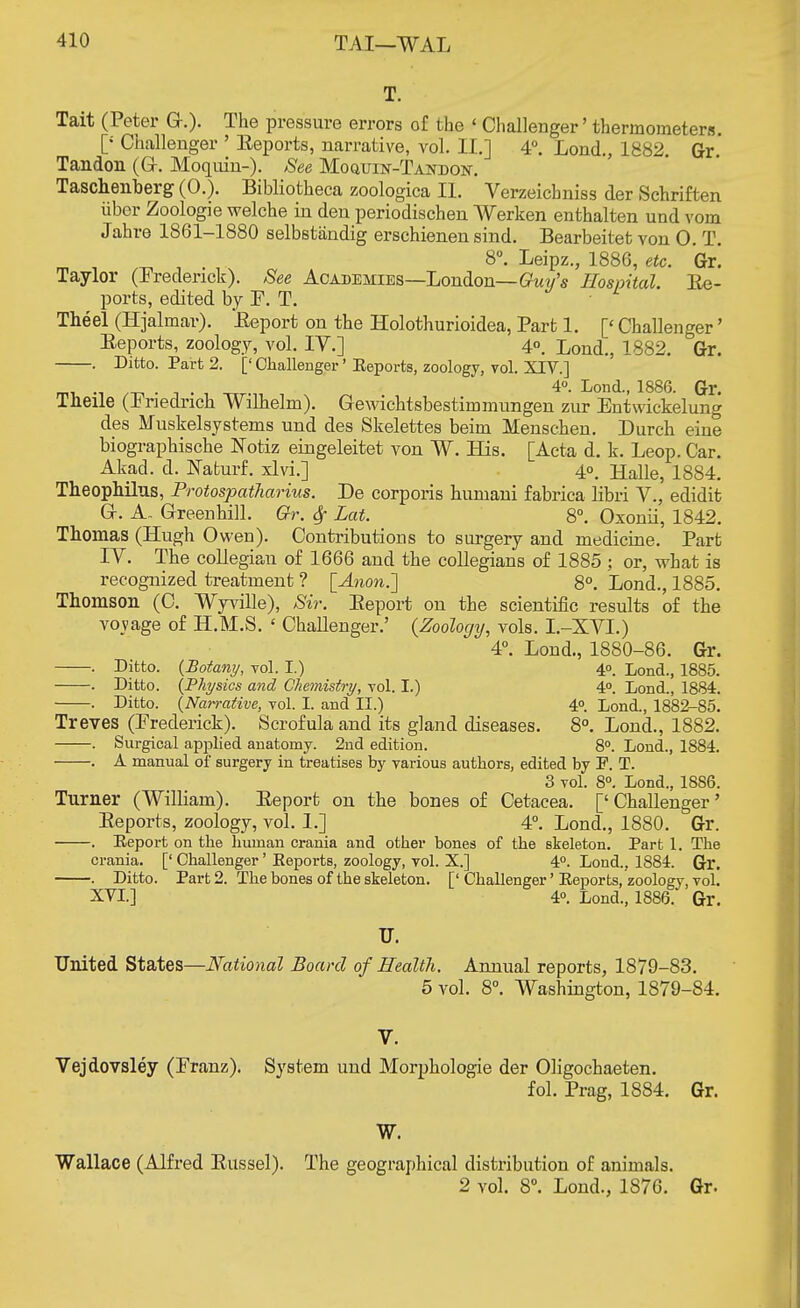 410 TAI—WAL
T.
Tait (Peter G.). The pressure errors of the ‘Challenger’ thermometers.
[‘Challenger’ Reports, narrative, vol. II.] 4°. Lond., 1882. Gr.
Tandon (G. Moquin-). See Moquin-Tandon.
Taschenberg (O.). Bibliotheca zoologica II. Verzeichniss der Schriften
über Zoologie welche in den periodischen Werken enthalten und vom
Jahre 1861–1880 selbständig erschienen sind. Bearbeitet von O. T.
8°. Leipz., 1886, etc. Gr.
Taylor (Frederick). See Academies—London—Guy's Hospital. Re-
ports, edited by F. T.
Théel (Hjalmar). Report on the Holothurioidea, Part 1. [‘Challenger’
Reports, zoology, vol. IV.] 4°. Lond., 1882. Gr.
——. Ditto. Part 2. [‘Challenger’ Reports, zoology, vol. XIV.]
4°. Lond., 1886. Gr.
Theile (Friedrich Wilhelm). Gewichtsbestimmungen zur Entwickelung
des Muskelsystems und des Skelettes beim Menschen. Durch eine
biographische Notiz eingeleitet von W. His. [Acta d. k. Leop. Car.
Akad. d. Naturf. xlvi.] 4°. Halle, 1884.
Theophilus, Protospatharius. De corporis humani fabrica libri V., edidit
G. A. Greenhill. Gr. & Lat. 8°. Oxonii, 1842.
Thomas (Hugh Owen). Contributions to surgery and medicine. Part
IV. The collegian of 1666 and the collegians of 1885; or, what is
recognized treatment? [Anon.] 8°. Lond., 1885.
Thomson (C. Wyville), Sir. Report on the scientific results of the
voyage of H.M.S. ‘Challenger.’ (Zoology, vols. I.–XVI.)
4°. Lond., 1880–86. Gr.
——. Ditto. (Botany, vol. I.) 4°. Lond., 1885.
——. Ditto. (Physics and Chemistry, vol. I.) 4°. Lond., 1884.
——. Ditto. (Narrative, vol. I. and II.) 4°. Lond., 1882–85.
Treves (Frederick). Scrofula and its gland diseases. 8°. Lond., 1882.
——. Surgical applied anatomy. 2nd edition. 8°. Lond., 1884.
——. A manual of surgery in treatises by various authors, edited by F. T.
3 vol. 8°. Lond., 1886.
Turner (William). Report on the bones of Cetacea. [‘Challenger’
Reports, zoology, vol. I.] 4°. Lond., 1880. Gr.
——. Report on the human crania and other bones of the skeleton. Part 1. The
crania. [‘Challenger’ Reports, zoology, vol. X.] 4°. Lond., 1884. Gr.
——. Ditto. Part 2. The bones of the skeleton. [‘Challenger’ Reports, zoology, vol.
XVI.] 4°. Lond., 1886. Gr.
U.
United States—National Board of Health. Annual reports, 1879–83.
5 vol. 8°. Washington, 1879–84.
V.
Vejdovsléy (Franz). System und Morphologie der Oligochaeten.
fol. Prag, 1884. Gr.
W.
Wallace (Alfred Russel). The geographical distribution of animals.
2 vol. 8°. Lond., 1876. Gr.